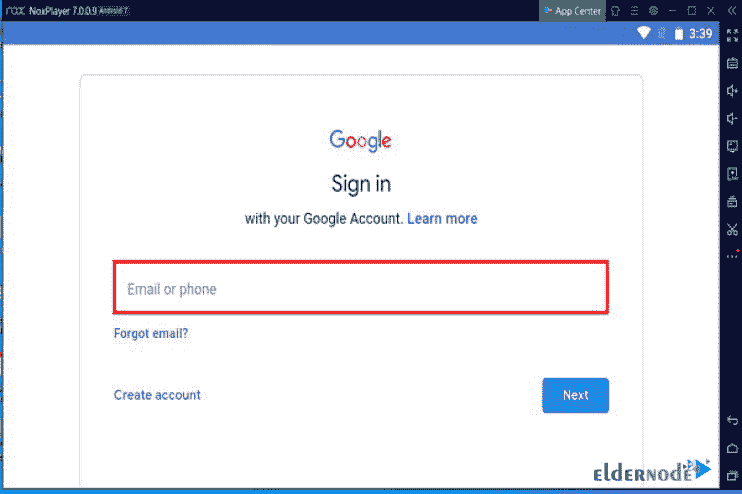 nox NoxPlayer 7.0.0.9 Android 7
App Center
3:39
Google
Sign in
with your Google Account. Learn more
Email or phone
Forgot email?
Create account
Next
ELDERNODE